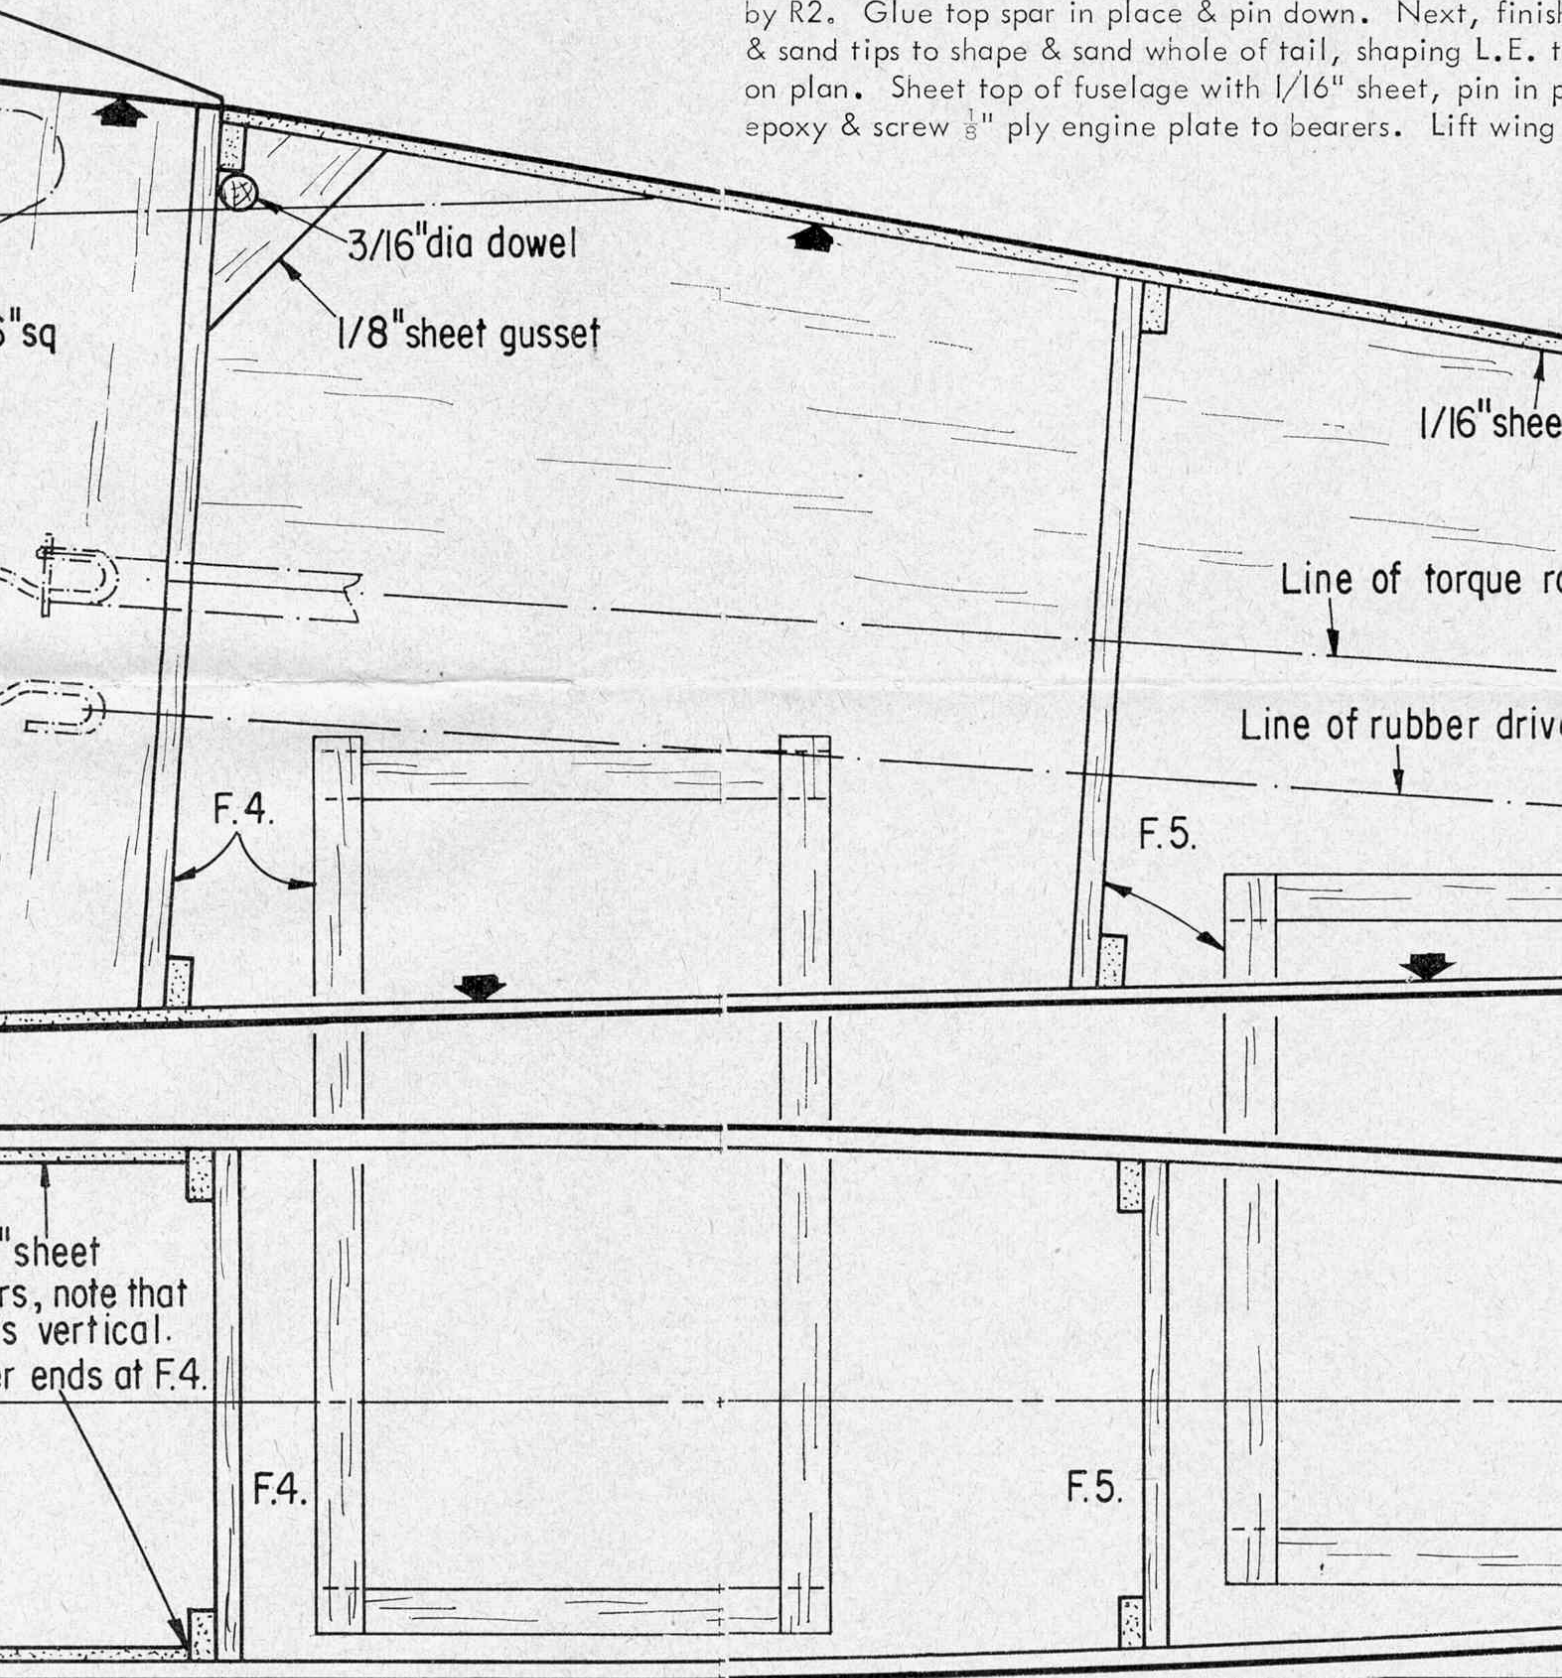 by R2. Glue top spar in place & pin down. Next, finish
& sand tips to shape & sand whole of tail, shaping L.E.
on plan. Sheet top of fuselage with 1/16" sheet, pin in
epoxy & screw ⅛" ply engine plate to bearers. Lift wing
3/16"dia dowel
1/8"sheet gusset
"sq
1/16"shee
Line of torque
Line of rubber drive
F.4.
F.5.
"sheet
rs, note that
s vertical.
r ends at F.4.
F.4.
F.5.